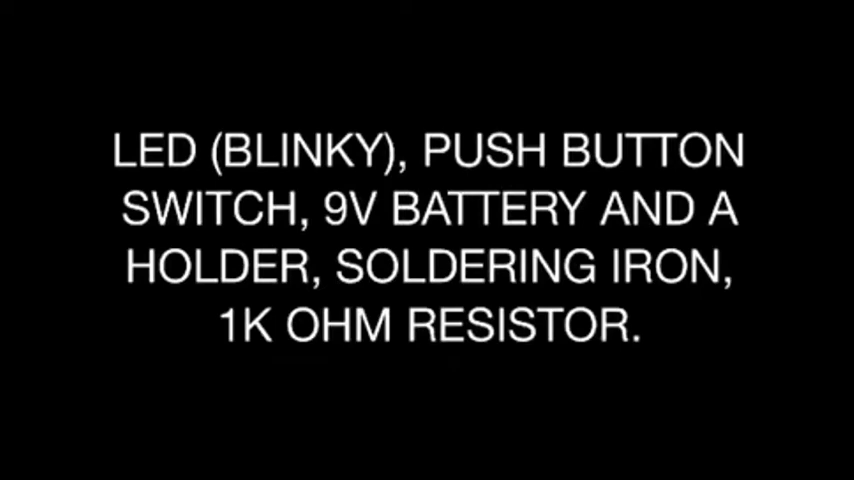 LED (BLINKY), PUSH BUTTON
SWITCH, 9V BATTERY AND A
HOLDER, SOLDERING IRON,
1K OHM RESISTOR.